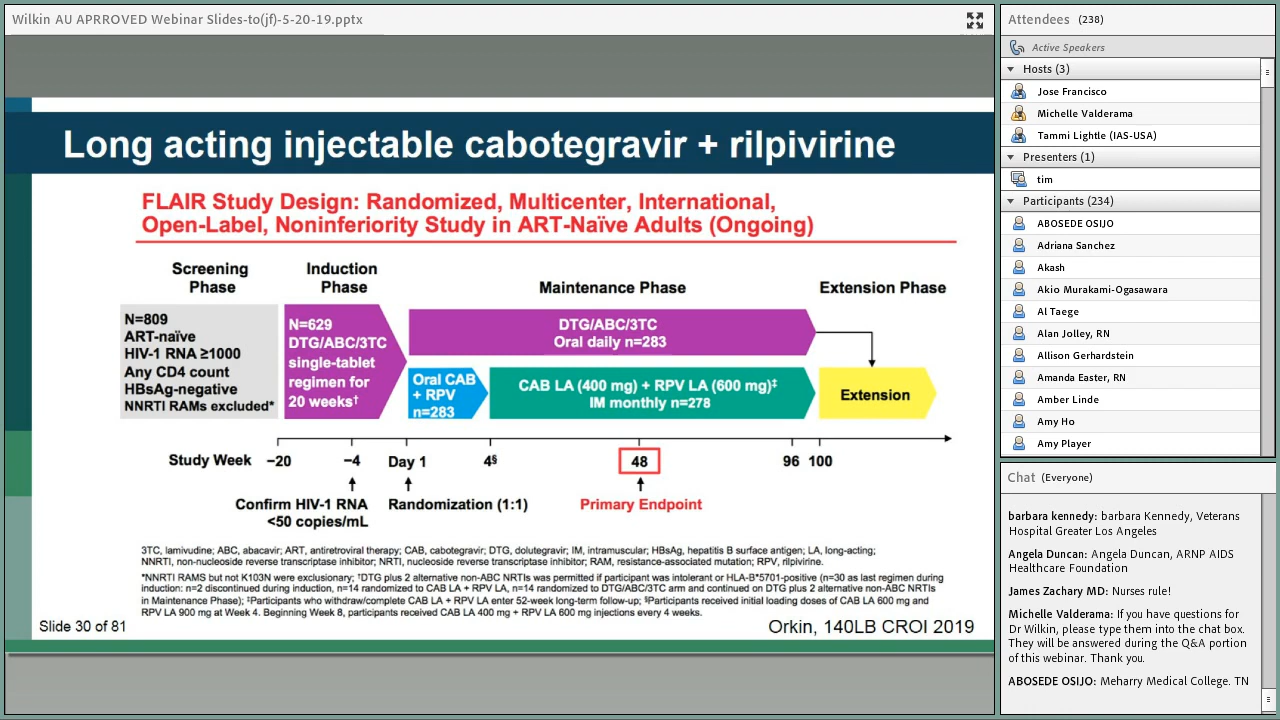 Wilkin AU APRROVED Webinar Slides-to(jf)-5-20-19.pptx
Long acting injectable cabotegravir + rilpivirine
FLAIR Study Design: Randomized, Multicenter, International,
Open-Label, Noninferiority Study in ART-Naïve Adults (Ongoing)
Screening
Phase
Induction
Phase
Maintenance Phase
Extension Phase
N=809
ART-naïve
HIV-1 RNA ≥1000
Any CD4 count
HBsAg-negative
NNRTI RAMs excluded*
N=629
DTG/ABC/3TC
single-tablet
regimen for
20 weeks†
DTG/ABC/3TC
Oral daily n=283
Oral CAB
+ RPV
n=283
CAB LA (400 mg) + RPV LA (600 mg)‡
IM monthly n=278
Extension
Study Week −20 −4 Day 1 4§ 48 96 100
Confirm HIV-1 RNA
<50 copies/mL
Randomization (1:1)
Primary Endpoint
3TC, lamivudine; ABC, abacavir; ART, antiretroviral therapy; CAB, cabotegravir; DTG, dolutegravir; IM, intramuscular; HBsAg, hepatitis B surface antigen; LA, long-acting;
NNRTI, non-nucleoside reverse transcriptase inhibitor; NRTI, nucleoside reverse transcriptase inhibitor; RAM, resistance-associated mutation; RPV, rilpivirine.
*NNRTI RAMS but not K103N were exclusionary; †DTG plus 2 alternative non-ABC NRTIs was permitted if participant was intolerant or HLA-B*5701-positive (n=30 as last regimen during
induction: n=2 discontinued during induction, n=14 randomized to CAB LA + RPV LA, n=14 randomized to DTG/ABC/3TC arm and continued on DTG plus 2 alternative non-ABC NRTIs
in Maintenance Phase); ‡Participants who withdraw/complete CAB LA + RPV LA enter 52-week long-term follow-up; §Participants received initial loading doses of CAB LA 600 mg and
RPV LA 900 mg at Week 4. Beginning Week 8, participants received CAB LA 400 mg + RPV LA 600 mg injections every 4 weeks.
Slide 30 of 81
Orkin, 140LB CROI 2019
Attendees (238)
Active Speakers
Hosts (3)
Jose Francisco
Michelle Valderama
Tammi Lightle (IAS-USA)
Presenters (1)
tim
Participants (234)
ABOSEDE OSIJO
Adriana Sanchez
Akash
Akio Murakami-Ogasawara
Al Taege
Alan Jolley, RN
Allison Gerhardstein
Amanda Easter, RN
Amber Linde
Amy Ho
Amy Player
Chat (Everyone)
barbara kennedy: barbara Kennedy, Veterans
Hospital Greater Los Angeles
Angela Duncan: Angela Duncan, ARNP AIDS
Healthcare Foundation
James Zachary MD: Nurses rule!
Michelle Valderama: If you have questions for
Dr Wilkin, please type them into the chat box.
They will be answered during the Q&A portion
of this webinar. Thank you.
ABOSEDE OSIJO: Meharry Medical College. TN